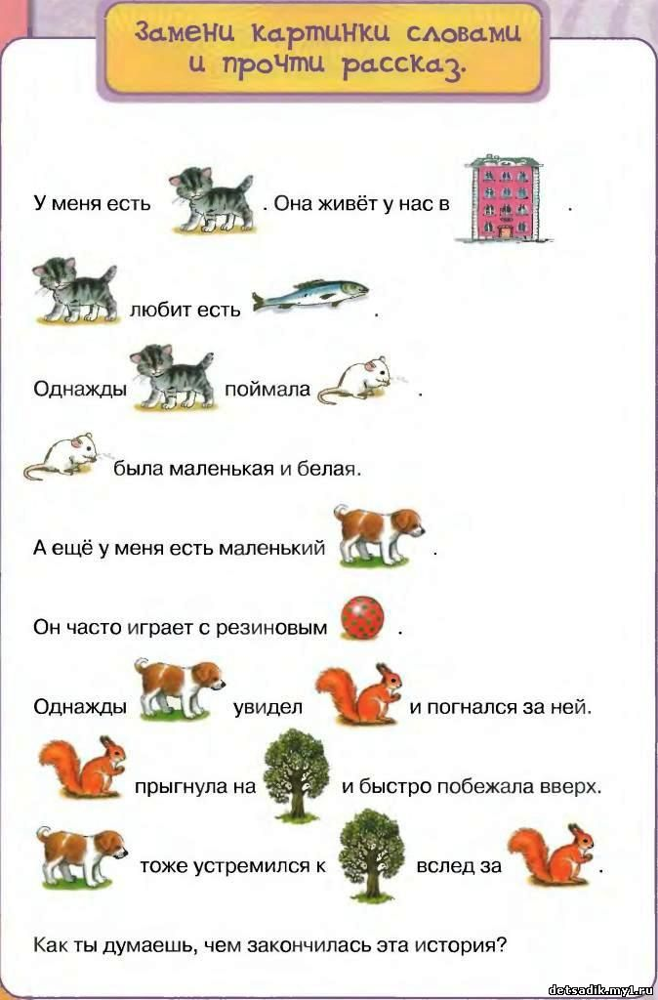 Замени картинки словами
и прочти рассказ.
У меня есть . Она живёт у нас в .
любит есть .
Однажды поймала .
была маленькая и белая.
А ещё у меня есть маленький .
Он часто играет с резиновым .
Однажды увидел и погнался за ней.
прыгнула на и быстро побежала вверх.
тоже устремился к вслед за .
Как ты думаешь, чем закончилась эта история?
detsadik.my1.ru